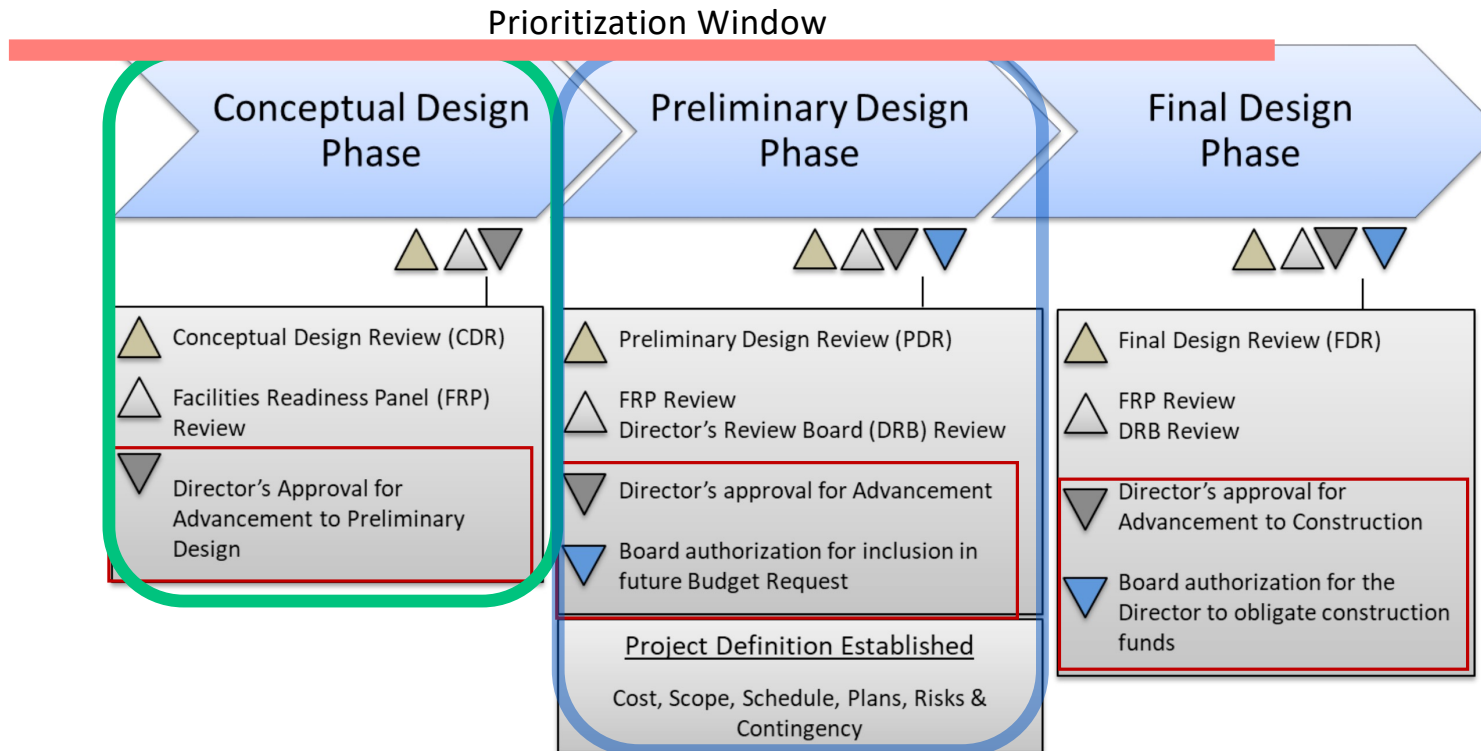 Prioritization Window
Conceptual Design
Phase
Preliminary Design
Phase
Final Design
Phase
Conceptual Design Review (CDR)
Facilities Readiness Panel (FRP)
Review
Director’s Approval for
Advancement to Preliminary
Design
Preliminary Design Review (PDR)
FRP Review
Director’s Review Board (DRB) Review
Director’s approval for Advancement
Board authorization for inclusion in
future Budget Request
Project Definition Established
Cost, Scope, Schedule, Plans, Risks &
Contingency
Final Design Review (FDR)
FRP Review
DRB Review
Director’s approval for
Advancement to Construction
Board authorization for the
Director to obligate construction
funds